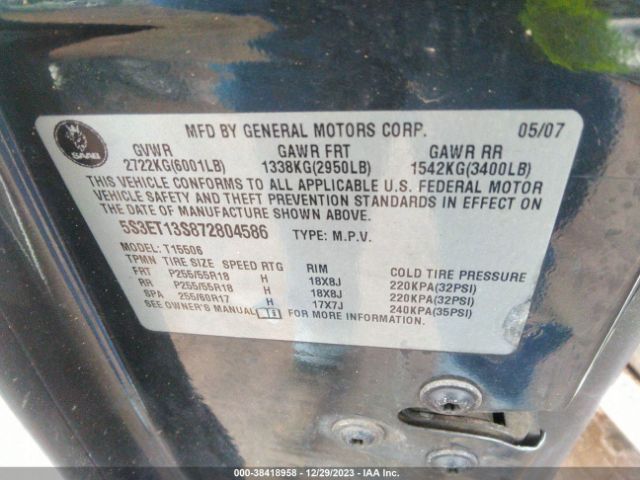 SAAB
MFD BY GENERAL MOTORS CORP. 05/07
GVWR GAWR FRT GAWR RR
2722KG(6001LB) 1338KG(2950LB) 1542KG(3400LB)
THIS VEHICLE CONFORMS TO ALL APPLICABLE U.S. FEDERAL MOTOR
VEHICLE SAFETY AND THEFT PREVENTION STANDARDS IN EFFECT ON
THE DATE OF MANUFACTURE SHOWN ABOVE.
5S3ET13S872804586 TYPE: M.P.V.
MODEL: T15506
TPMN TIRE SIZE SPEED RTG RIM COLD TIRE PRESSURE
FRT P255/55R18 H 18X8J 220KPA(32PSI)
RR P255/55R18 H 18X8J 220KPA(32PSI)
SPA 255/60R17 H 17X7J 240KPA(35PSI)
SEE OWNER'S MANUAL FOR MORE INFORMATION.
000-38418958 • 12/29/2023 • IAA Inc.